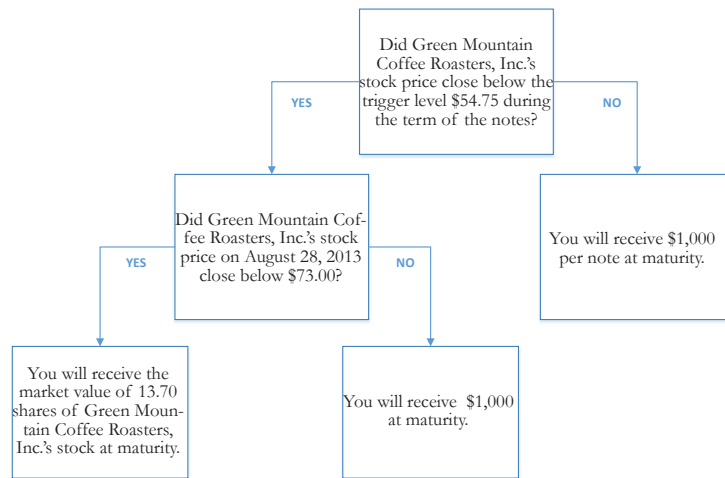 Did Green Mountain
Coffee Roasters, Inc.'s
stock price close below the
trigger level $54.75 during
the term of the notes?
YES
NO
Did Green Mountain Cof-
fee Roasters, Inc.'s stock
price on August 28, 2013
close below $73.00?
You will receive $1,000
per note at maturity.
YES
NO
You will receive the
market value of 13.70
shares of Green Moun-
tain Coffee Roasters,
Inc.'s stock at maturity.
You will receive $1,000
at maturity.